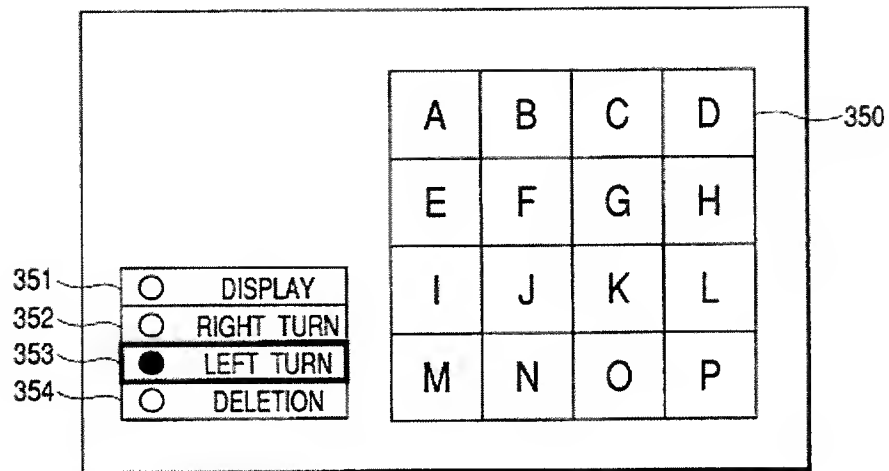 A B C D 350
E F G H
351 DISPLAY I J K L
352 RIGHT TURN
353 LEFT TURN M N O P
354 DELETION